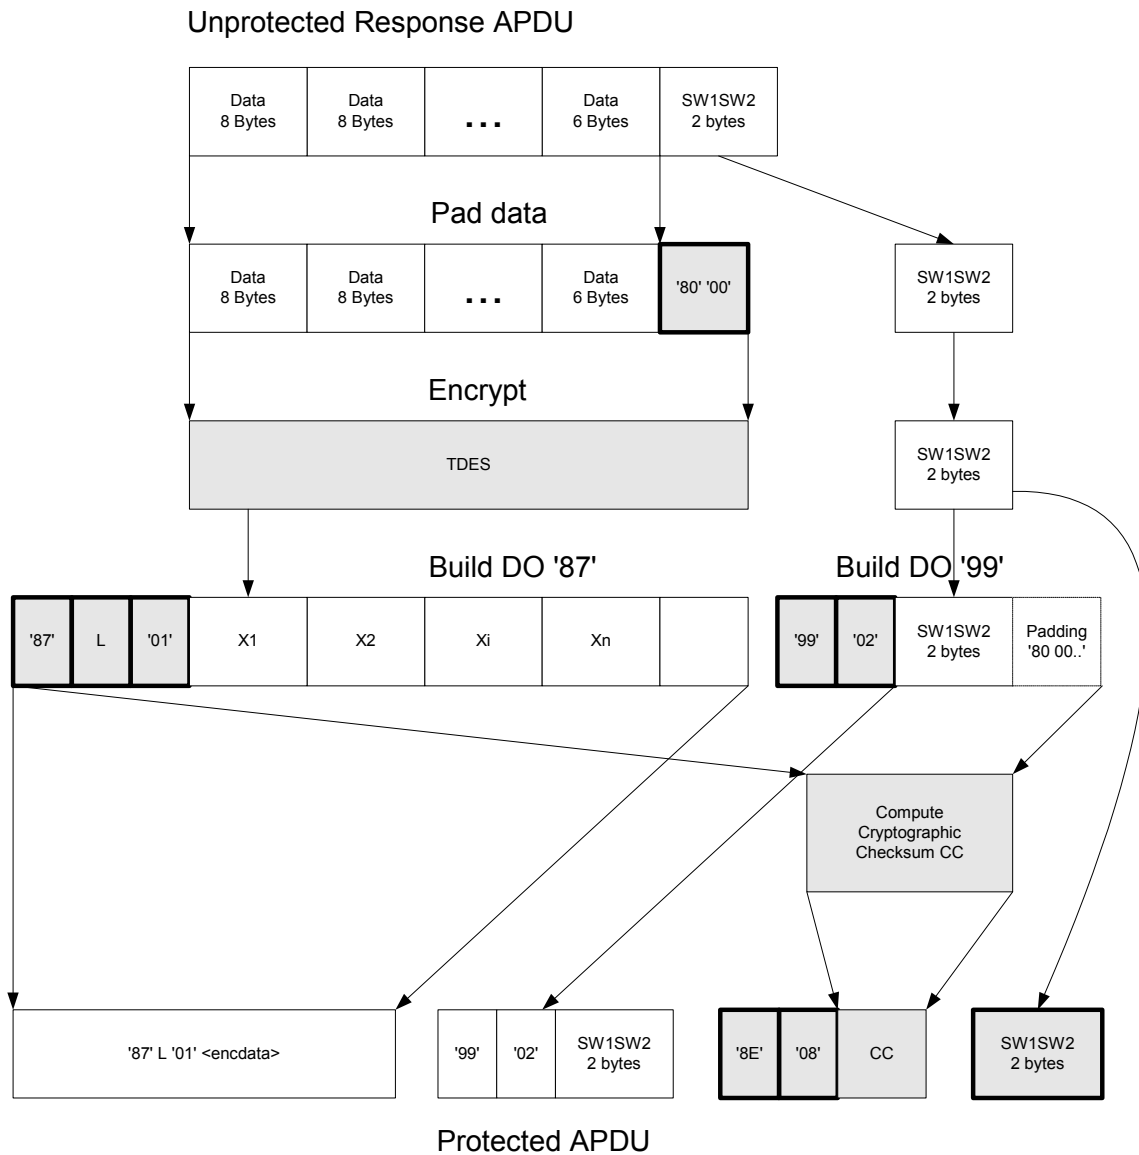 Unprotected Response APDU
Data
8 Bytes
Data
8 Bytes
...
Data
6 Bytes
SW1SW2
2 bytes
Pad data
Data
8 Bytes
Data
8 Bytes
...
Data
6 Bytes
'80' '00'
SW1SW2
2 bytes
Encrypt
TDES
SW1SW2
2 bytes
Build DO '87'
Build DO '99'
'87'
L
'01'
X1
X2
Xi
Xn
'99'
'02'
SW1SW2
2 bytes
Padding
'80 00..'
Compute
Cryptographic
Checksum CC
'87' L '01' <encdata>
'99'
'02'
SW1SW2
2 bytes
'8E'
'08'
CC
SW1SW2
2 bytes
Protected APDU